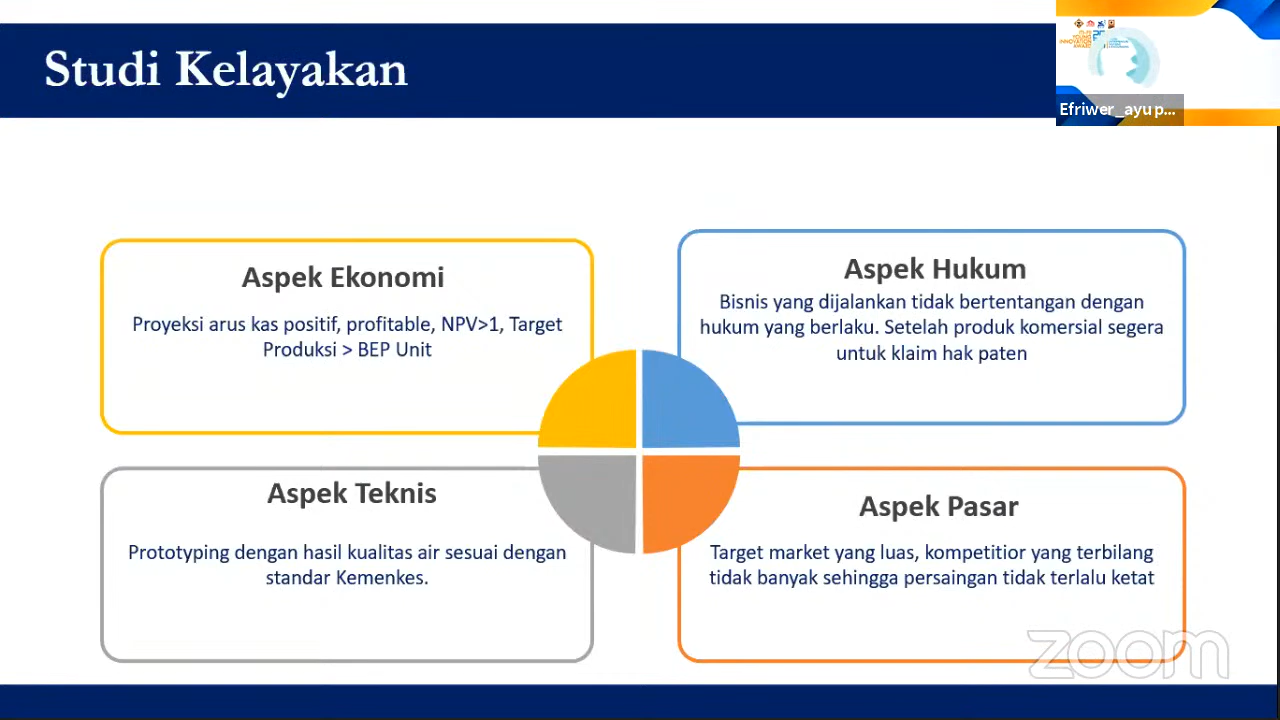 Studi Kelayakan
Efriwer_ayu p...
Aspek Ekonomi
Proyeksi arus kas positif, profitable, NPV>1, Target
Produksi > BEP Unit
Aspek Hukum
Bisnis yang dijalankan tidak bertentangan dengan
hukum yang berlaku. Setelah produk komersial segera
untuk klaim hak paten
Aspek Teknis
Prototyping dengan hasil kualitas air sesuai dengan
standar Kemenkes.
Aspek Pasar
Target market yang luas, kompetitior yang terbilang
tidak banyak sehingga persaingan tidak terlalu ketat
zoom